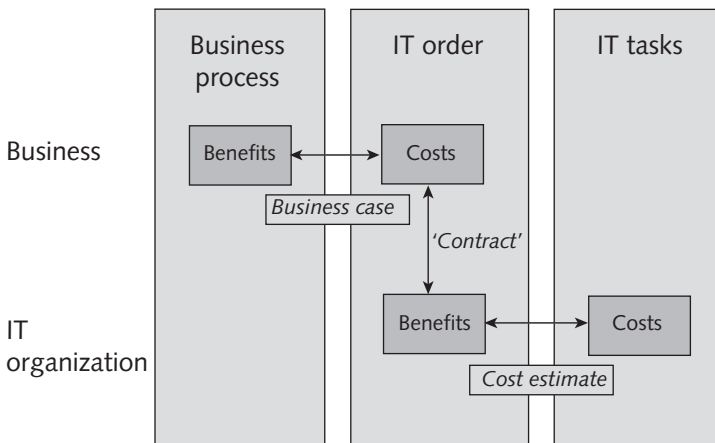 Business
process
IT order
IT tasks
Business
Benefits
Costs
Business case
'Contract'
IT
organization
Benefits
Costs
Cost estimate